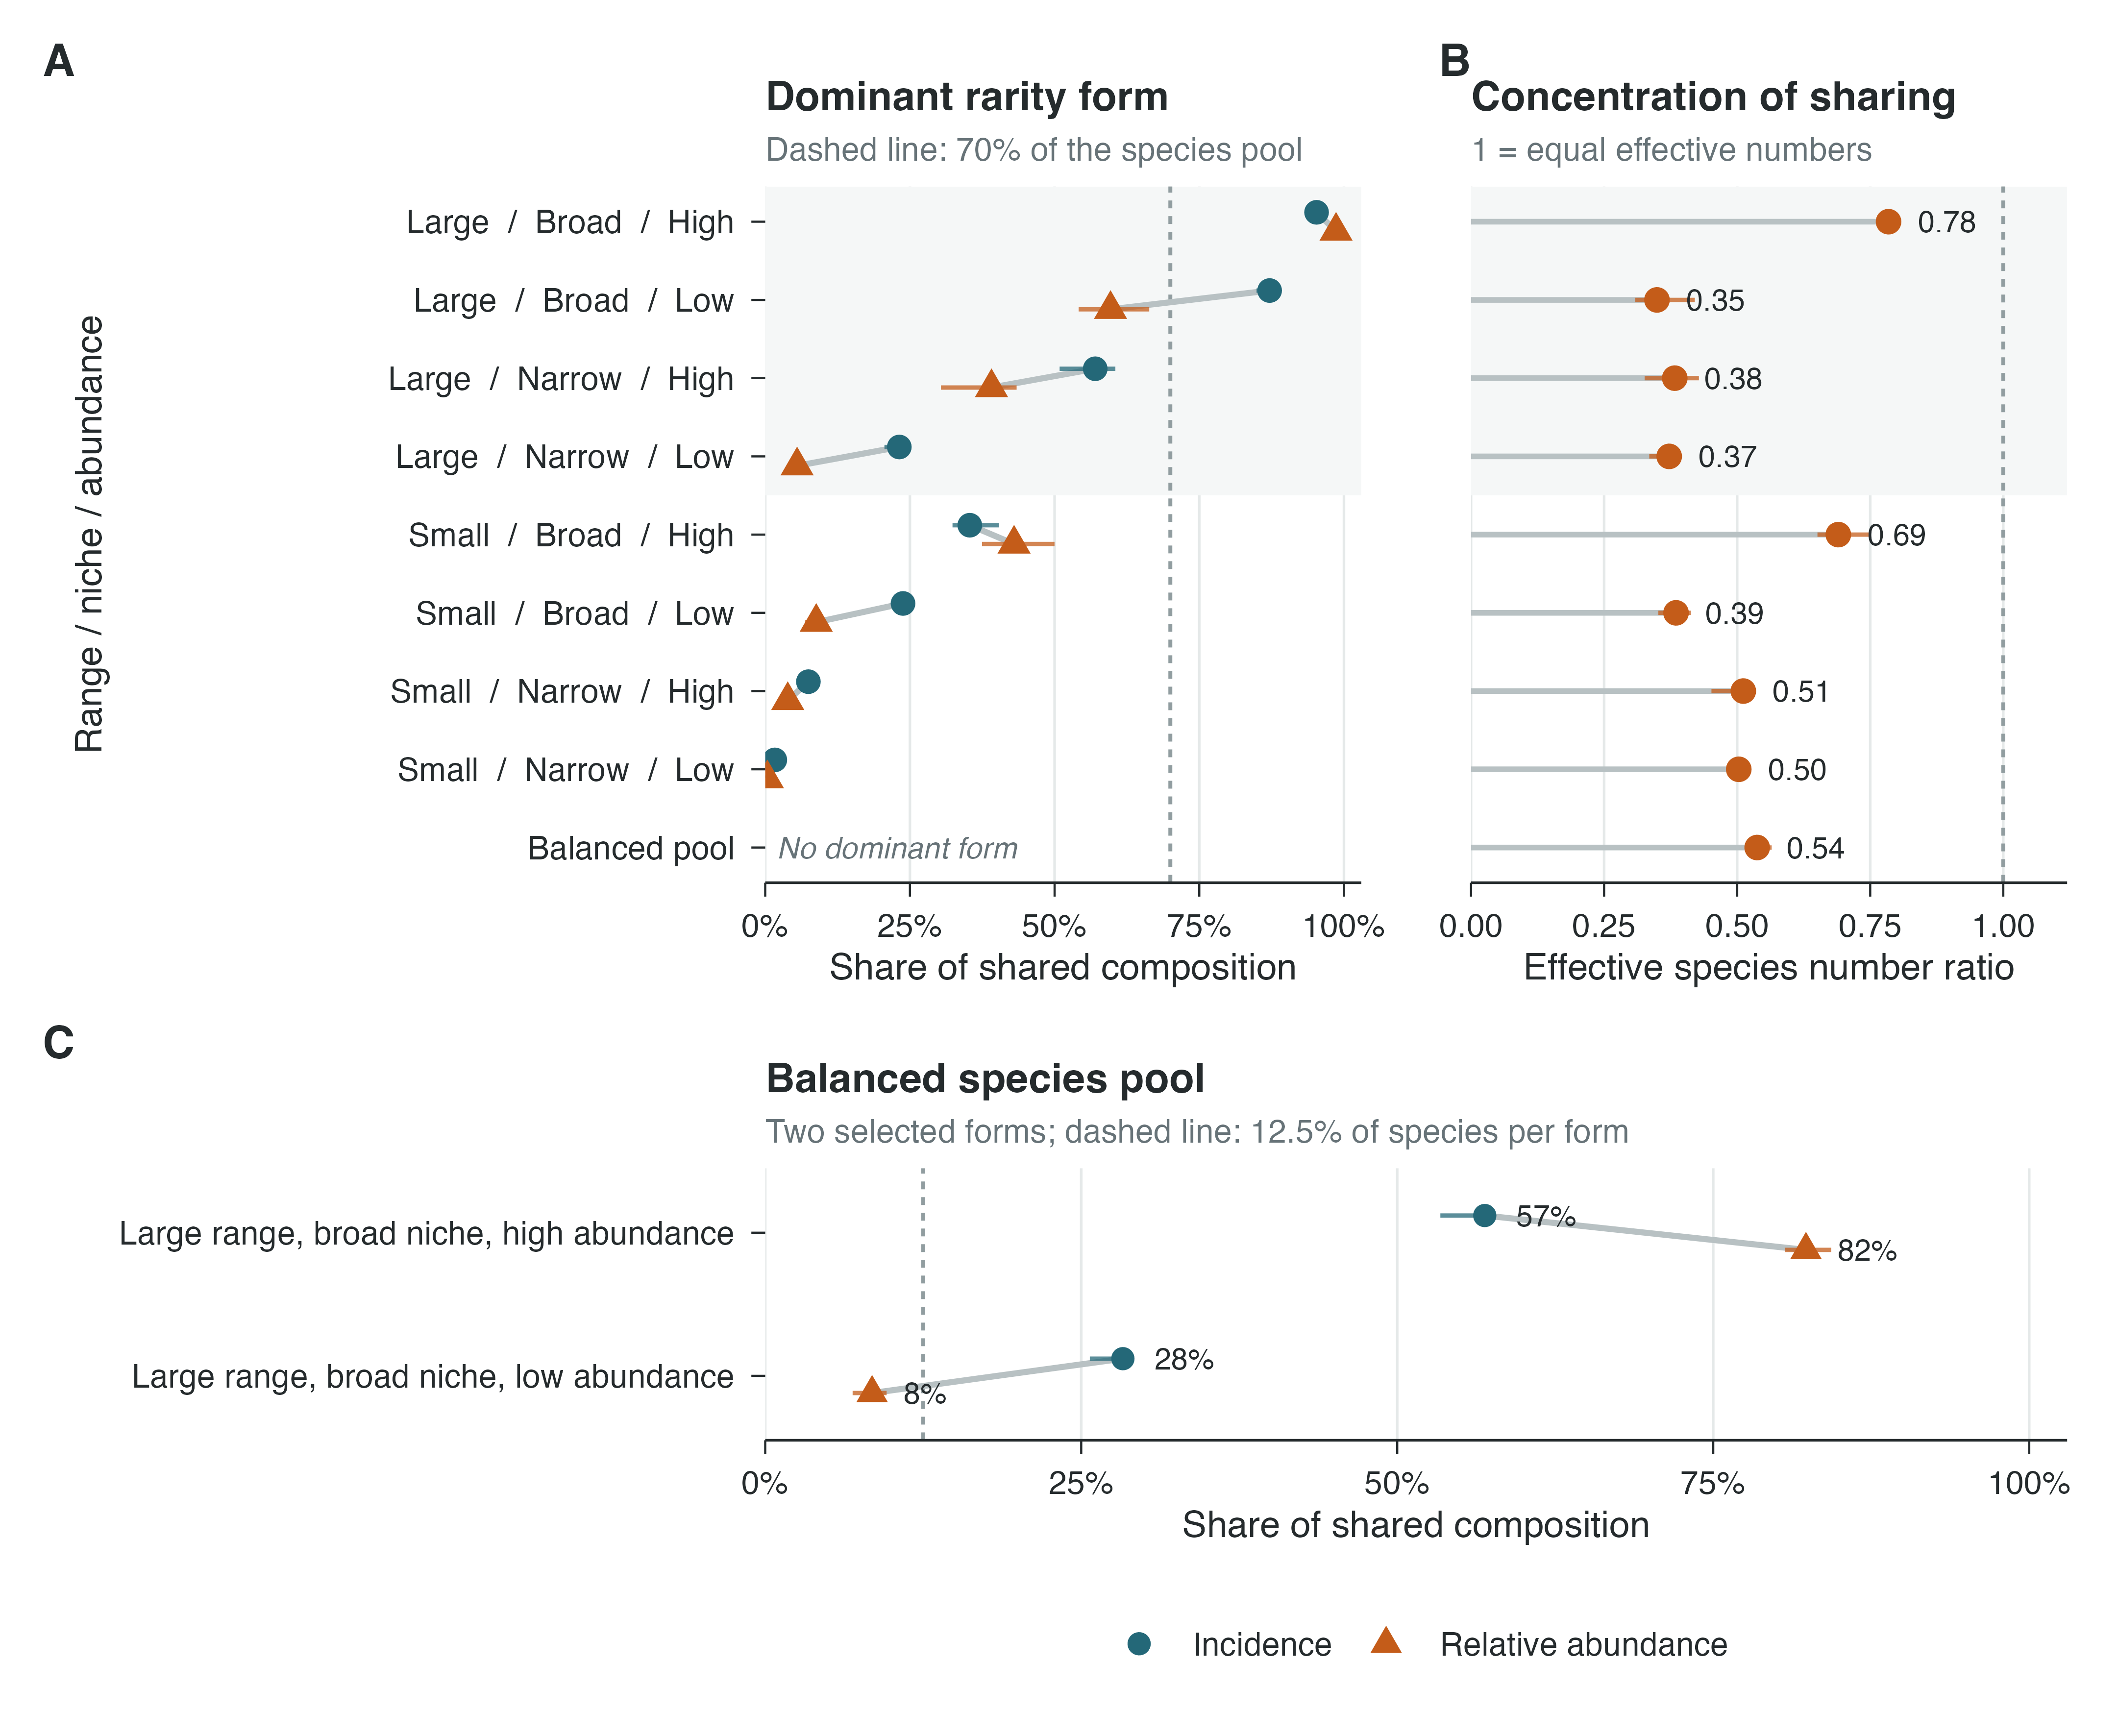 A
Dominant rarity form
Dashed line: 70% of the species pool
Range / niche / abundance
Large / Broad / High
Large / Broad / Low
Large / Narrow / High
Large / Narrow / Low
Small / Broad / High
Small / Broad / Low
Small / Narrow / High
Small / Narrow / Low
Balanced pool
No dominant form
0% 25% 50% 75% 100%
Share of shared composition
B
Concentration of sharing
1 = equal effective numbers
0.78
0.35
0.38
0.37
0.69
0.39
0.51
0.50
0.54
0.00 0.25 0.50 0.75 1.00
Effective species number ratio
C
Balanced species pool
Two selected forms; dashed line: 12.5% of species per form
Large range, broad niche, high abundance
57%
82%
Large range, broad niche, low abundance
28%
8%
0% 25% 50% 75% 100%
Share of shared composition
Incidence Relative abundance